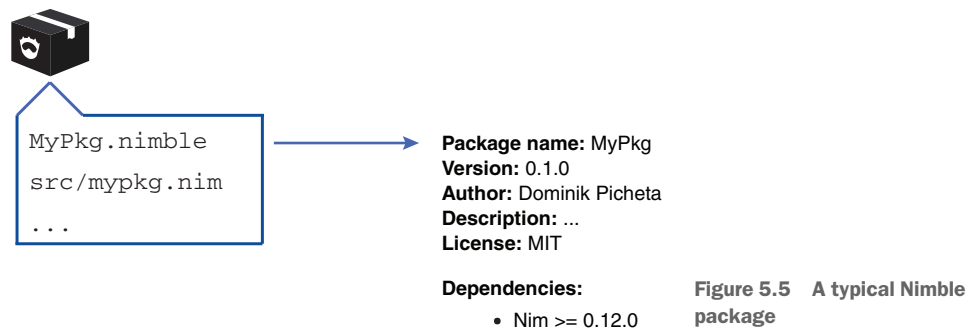 MyPkg.nimble
src/mypkg.nim
...
Package name: MyPkg
Version: 0.1.0
Author: Dominik Picheta
Description: ...
License: MIT
Dependencies:
• Nim >= 0.12.0
Figure 5.5 A typical Nimble
package